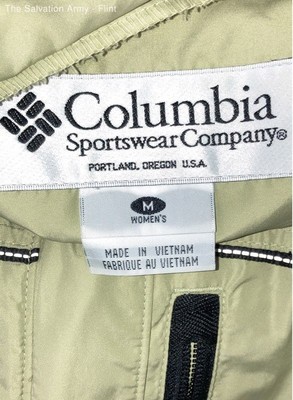 The Salvation Army - Flint
Columbia
Sportswear Company®
PORTLAND, OREGON U.S.A.
M
WOMEN'S
MADE IN VIETNAM
FABRIQUE AU VIETNAM